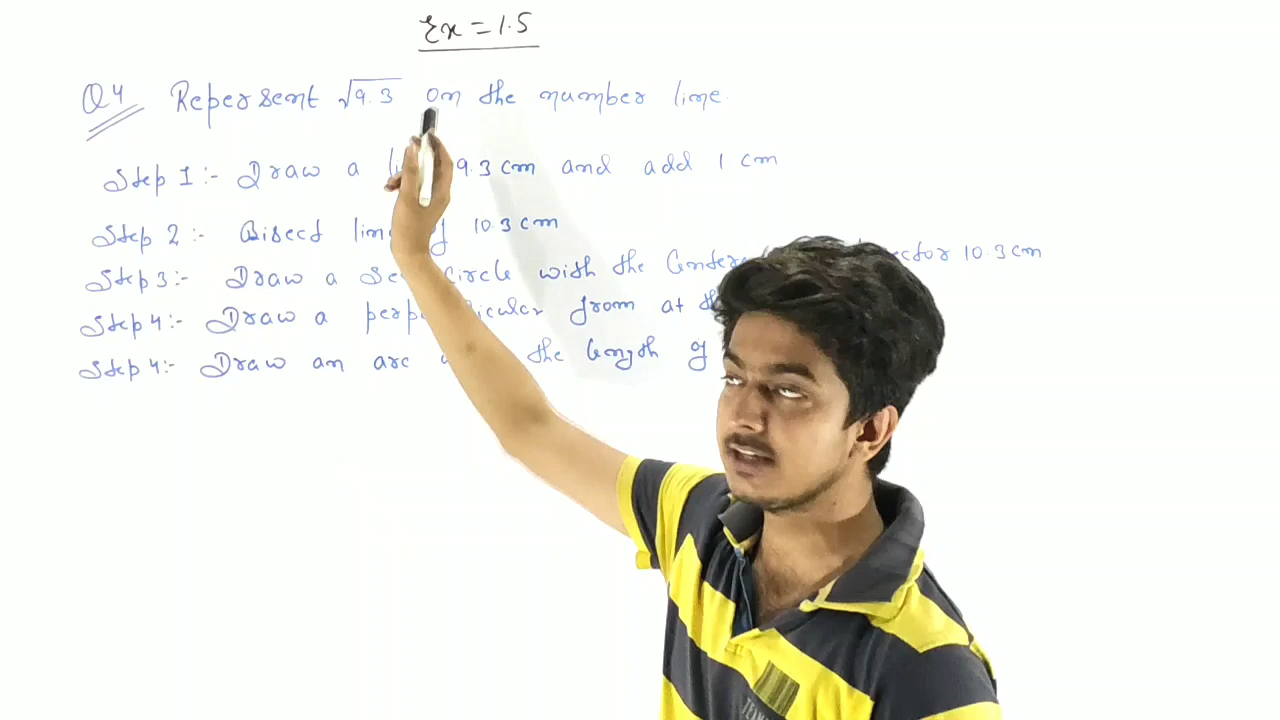 Ex = 1.5
Q4 Repersent √9.3 on the number line.
Step 1:- Draw a 9.3 cm and add 1 cm
Step 2:- Bisect line 10.3 cm
Step 3:- Draw a circle with the Centere 10.3 cm
Step 4:- Draw a from at
Step 4:- Draw an arc the length of